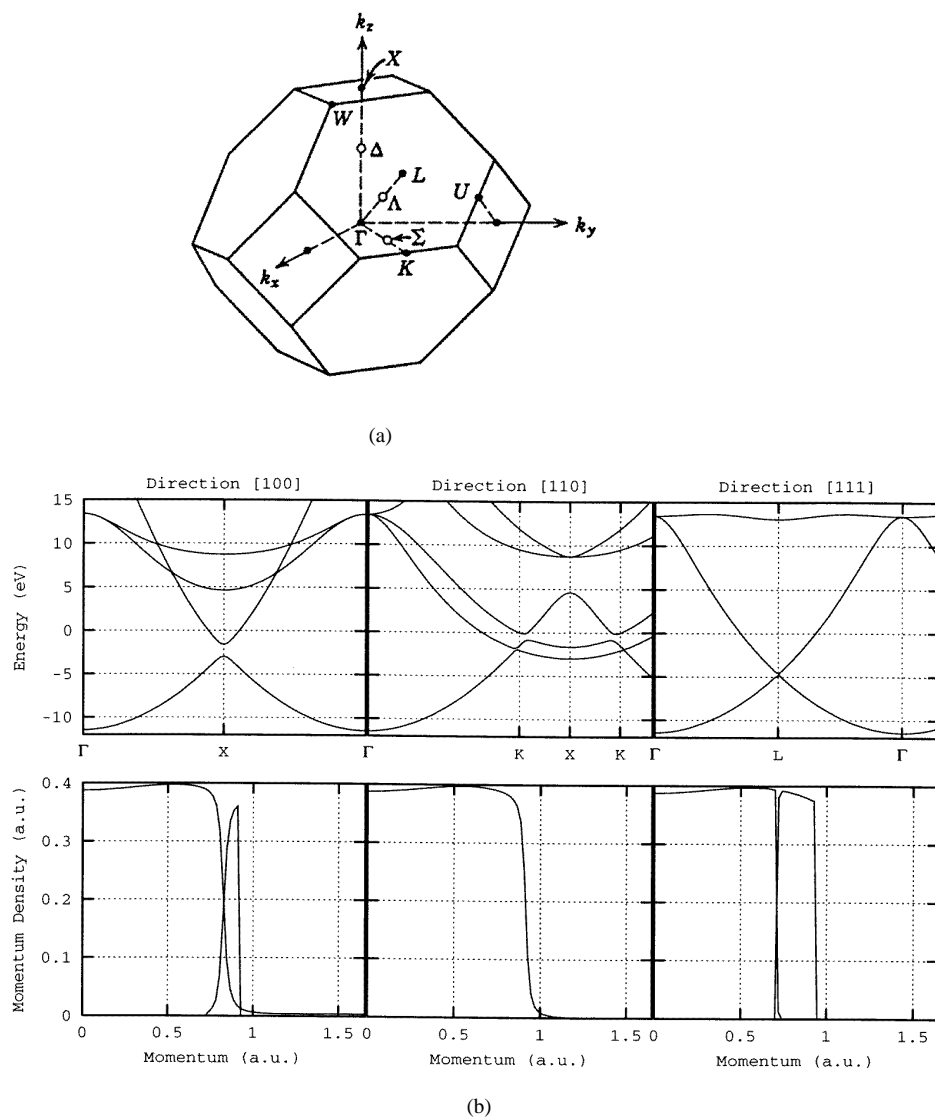 k_z
X
W
Δ
L
U
Λ
Γ
Σ
k_y
k_x
K
(a)
Direction [100] Direction [110] Direction [111]
Energy (eV)
15
10
5
0
-5
-10
Γ X Γ K X K Γ L Γ
Momentum Density (a.u.)
0.4
0.3
0.2
0.1
0
0 0.5 1 0 0.5 1 1.5 0 0.5 1 1.5
Momentum (a.u.) Momentum (a.u.) Momentum (a.u.)
(b)